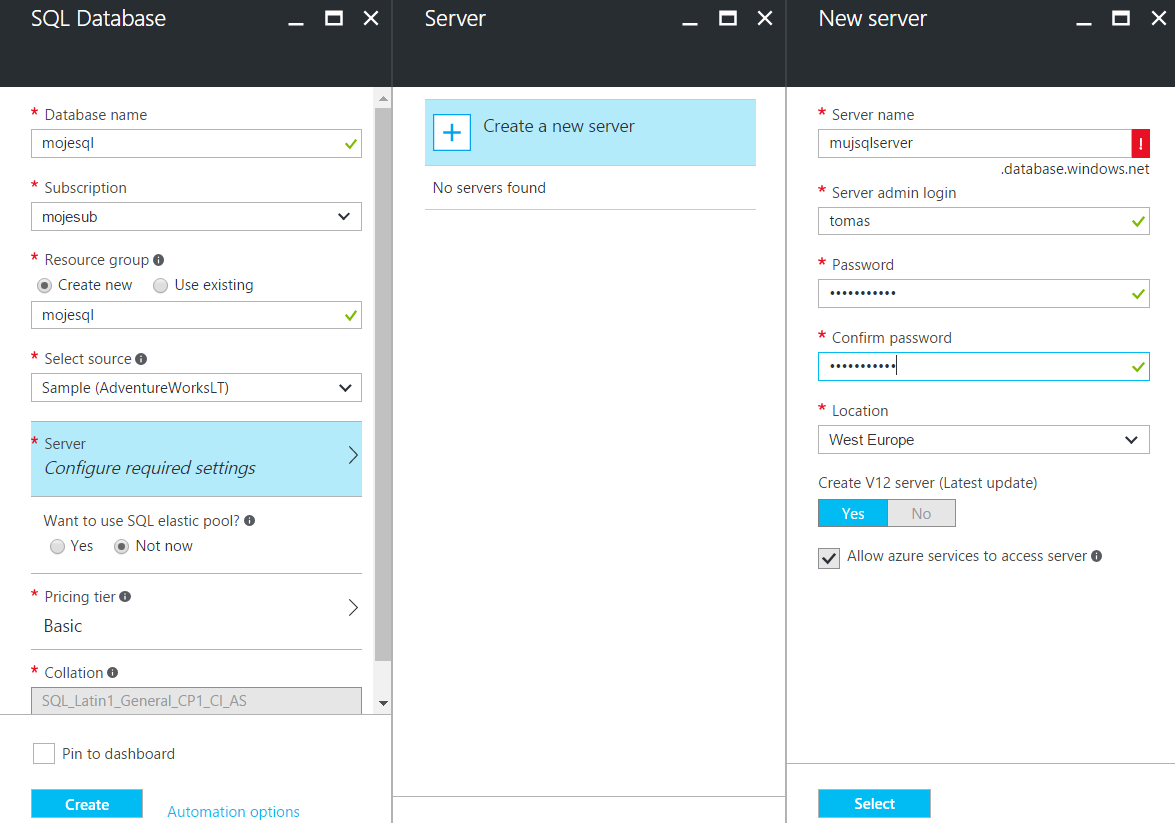 SQL Database
* Database name
mojesql
* Subscription
mojesub
* Resource group
Create new Use existing
mojesql
* Select source
Sample (AdventureWorksLT)
* Server
Configure required settings
Want to use SQL elastic pool?
Yes Not now
* Pricing tier
Basic
* Collation
SQL_Latin1_General_CP1_CI_AS
Pin to dashboard
Create Automation options
Server
Create a new server
No servers found
New server
* Server name
mujsqlserver !
.database.windows.net
* Server admin login
tomas
* Password
•••••••••••
* Confirm password
•••••••••••
* Location
West Europe
Create V12 server (Latest update)
Yes No
Allow azure services to access server
Select